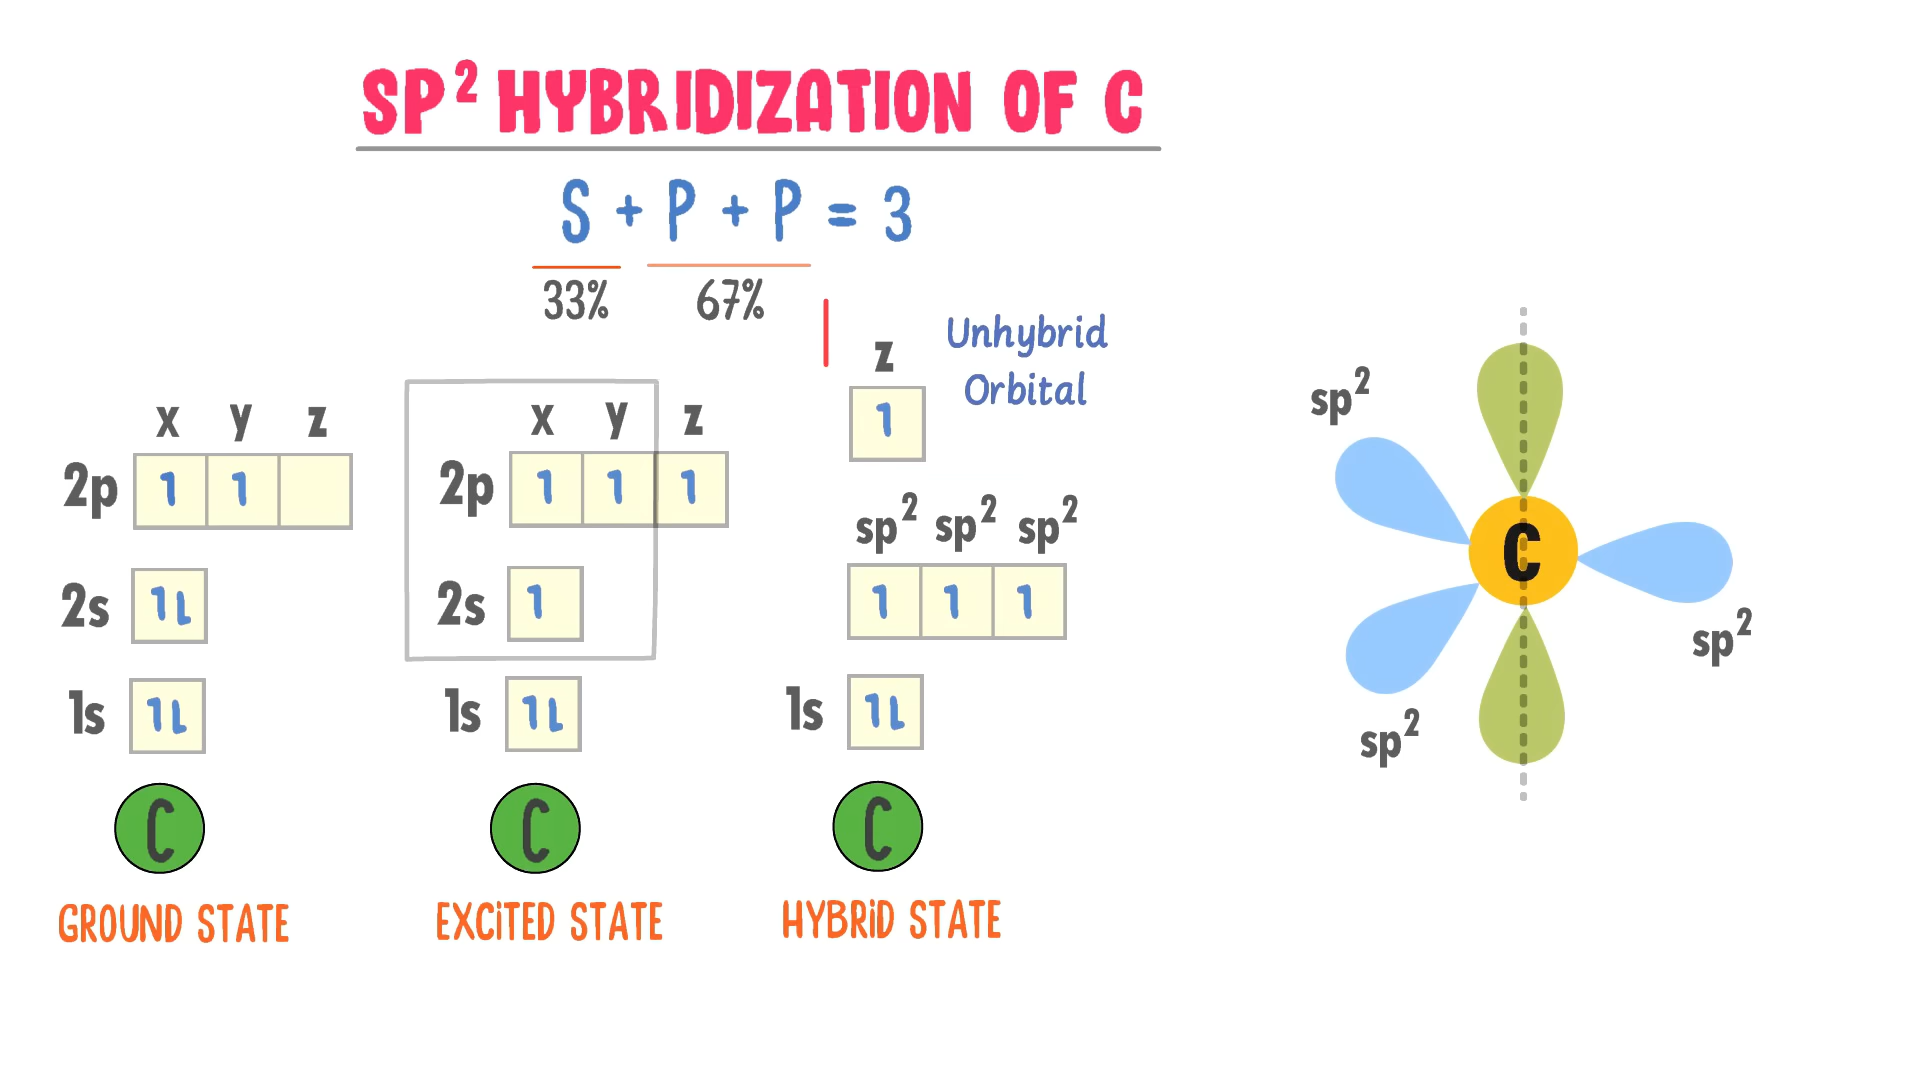 SP² HYBRIDIZATION OF C
S + P + P = 3
33% 67%
z
Unhybrid
Orbital
1
x y z
2p 1 1
2s 1L
1s 1L
C
GROUND STATE
x y z
2p 1 1 1
2s 1
1s 1L
C
EXCiTED STATE
sp² sp² sp²
1 1 1
1s 1L
C
HYBRiD STATE
sp²
C
sp²
sp²